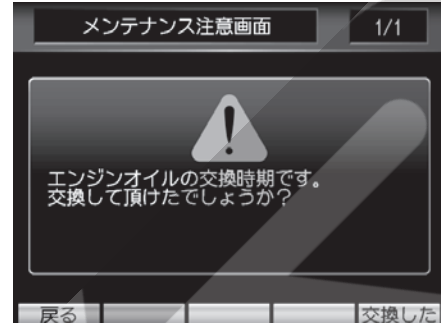 メンテナンス注意画面
1/1
エンジンオイルの交換時期です。
交換して頂けたでしょうか?
戻る
交換した